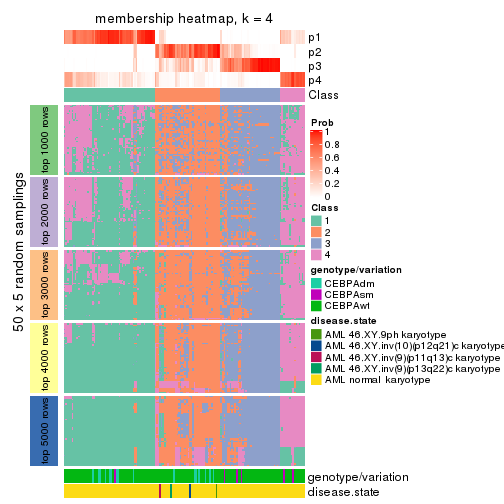 membership heatmap, k = 4
p1
p2
p3
p4
Class
50 x 5 random samplings
top 1000 rows
top 2000 rows
top 3000 rows
top 4000 rows
top 5000 rows
Prob
1
0.8
0.6
0.4
0.2
0
Class
1
2
3
4
genotype/variation
CEBPAdm
CEBPAsm
CEBPAwt
disease.state
AML 46.XY.9ph karyotype
AML 46.XY.inv(10)(p12q21)c karyotype
AML 46.XY.inv(9)(p11q13)c karyotype
AML 46.XY.inv(9)(p13q22)c karyotype
AML normal karyotype
genotype/variation
disease.state